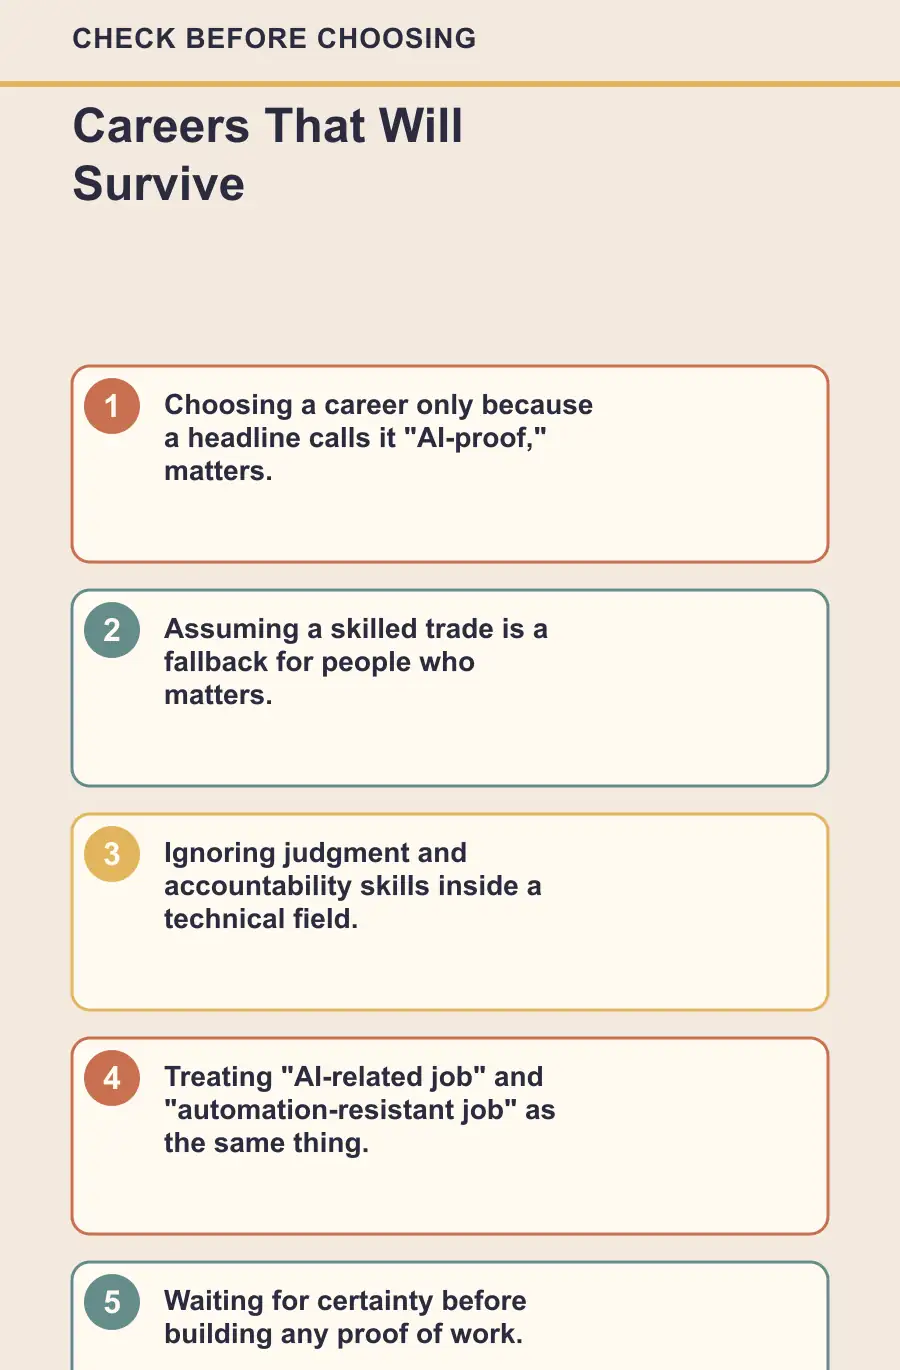 CHECK BEFORE CHOOSING
Careers That Will
Survive
1
Choosing a career only because
a headline calls it "AI-proof,"
matters.
2
Assuming a skilled trade is a
fallback for people who
matters.
3
Ignoring judgment and
accountability skills inside a
technical field.
4
Treating "AI-related job" and
"automation-resistant job" as
the same thing.
5
Waiting for certainty before
building any proof of work.